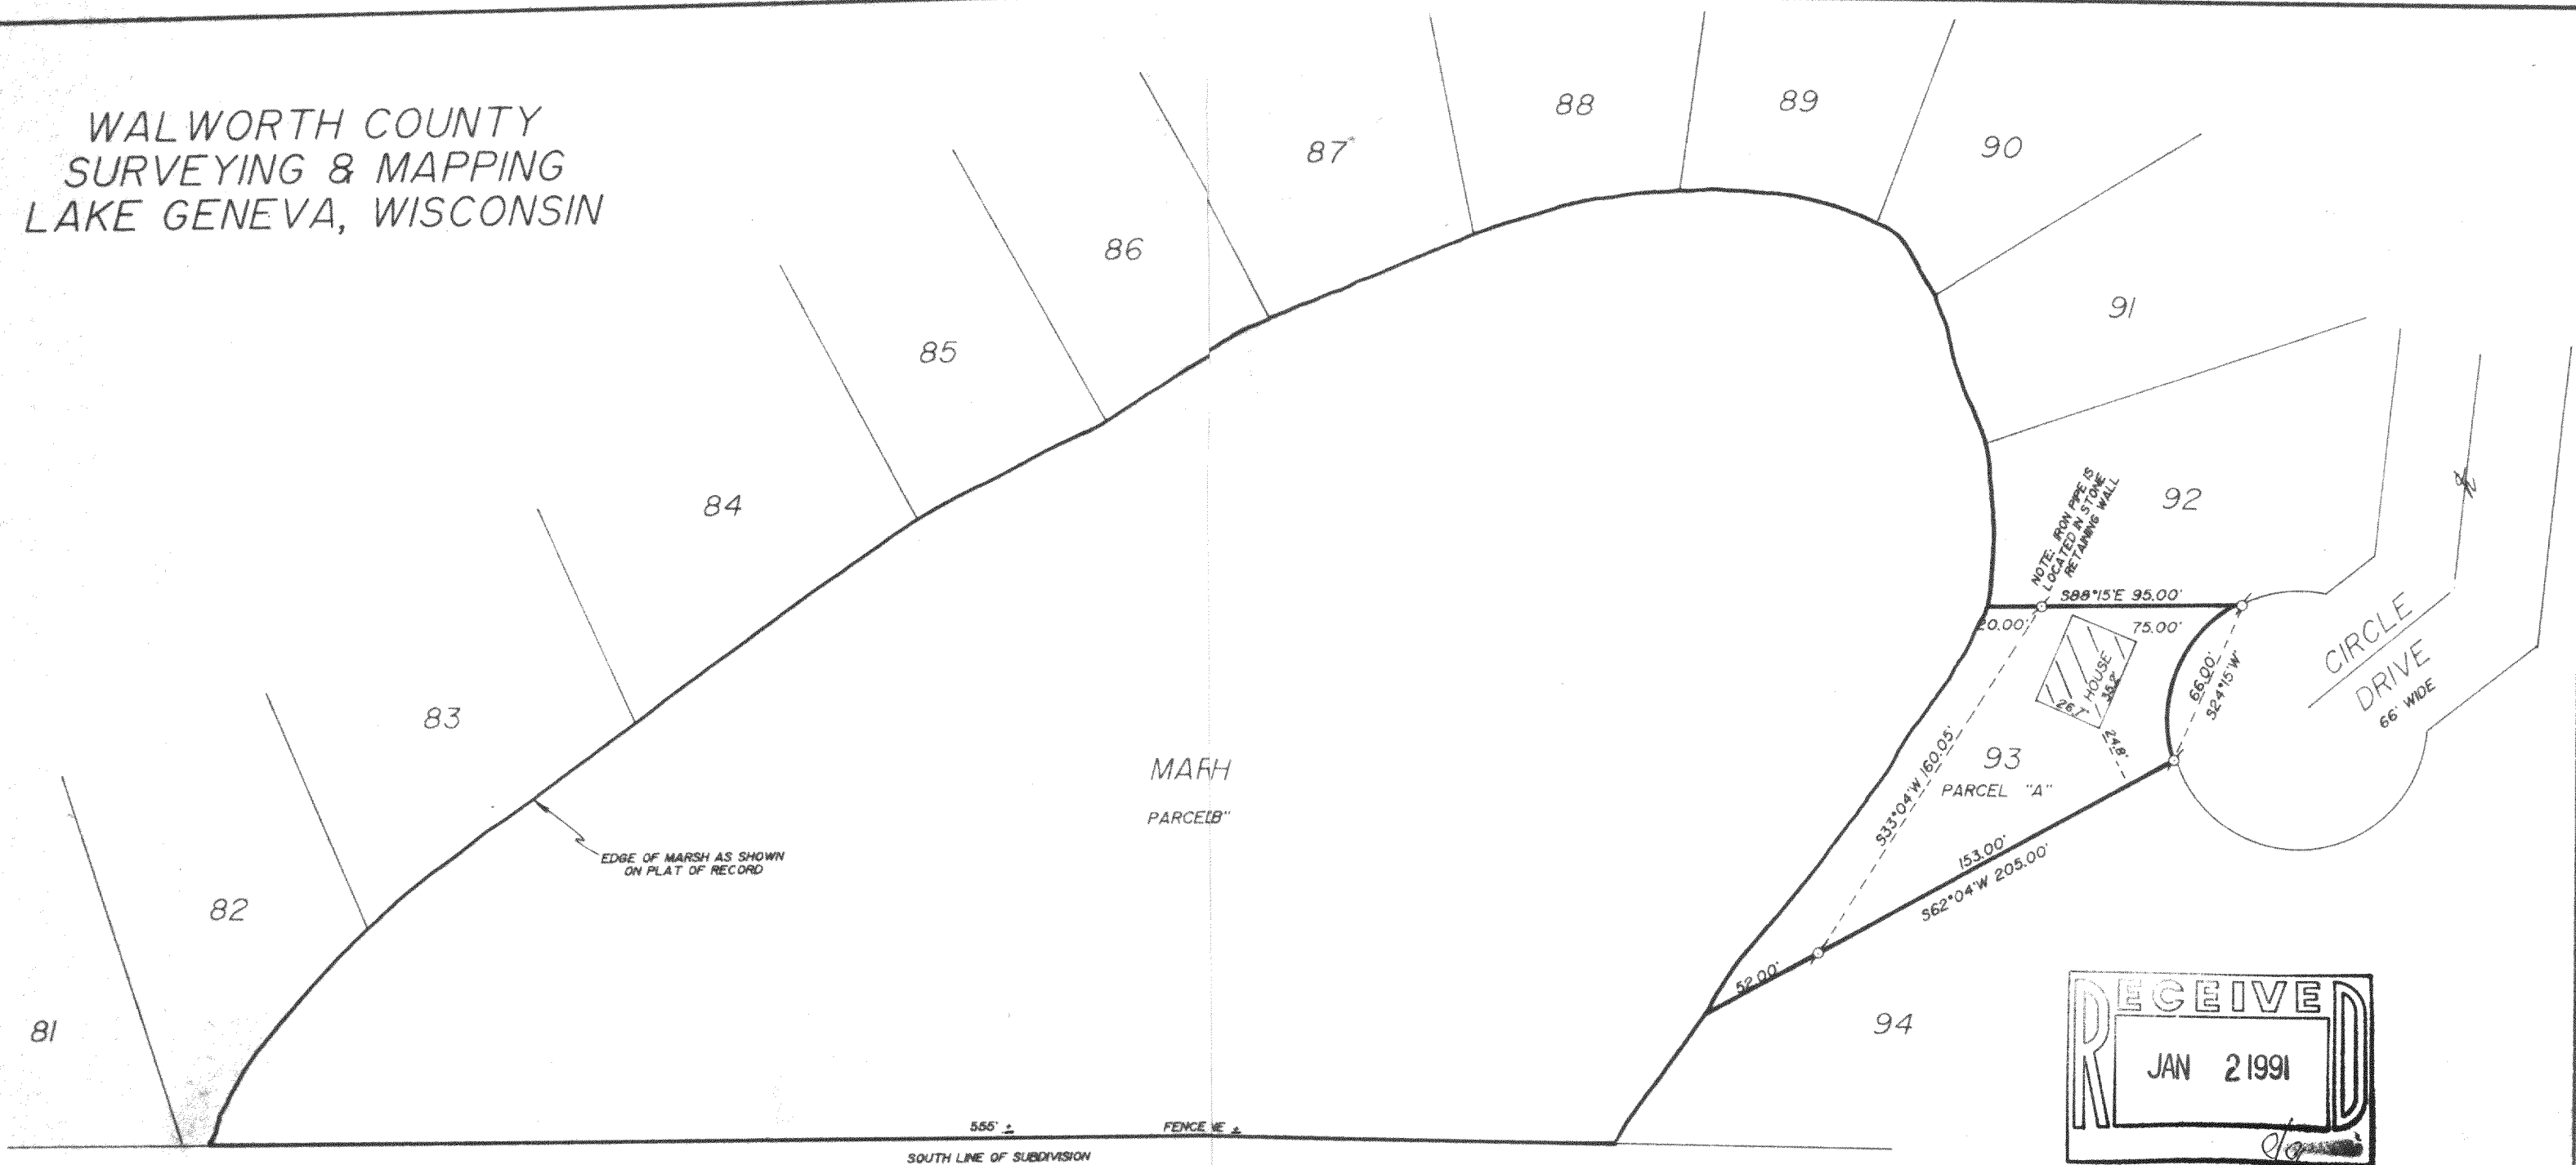 WALWORTH COUNTY
SURVEYING & MAPPING
LAKE GENEVA, WISCONSIN
81
82
83
84
85
86
87
88
89
90
91
92
NOTE: IRON PIPE IS
LOCATED IN STONE
RETAINING WALL
S88°15'E 95.00'
20.00'
75.00'
HOUSE
35.2'
26.7'
24.8'
66.00'
S24°15'W
CIRCLE
DRIVE
66' WIDE
S33°04'W 160.05'
93
PARCEL "A"
153.00'
S62°04'W 205.00'
52.00'
94
MARH
PARCELB"
EDGE OF MARSH AS SHOWN
ON PLAT OF RECORD
555' ±
FENCE NE ±
SOUTH LINE OF SUBDIVISION
RECEIVED
JAN 2 1991